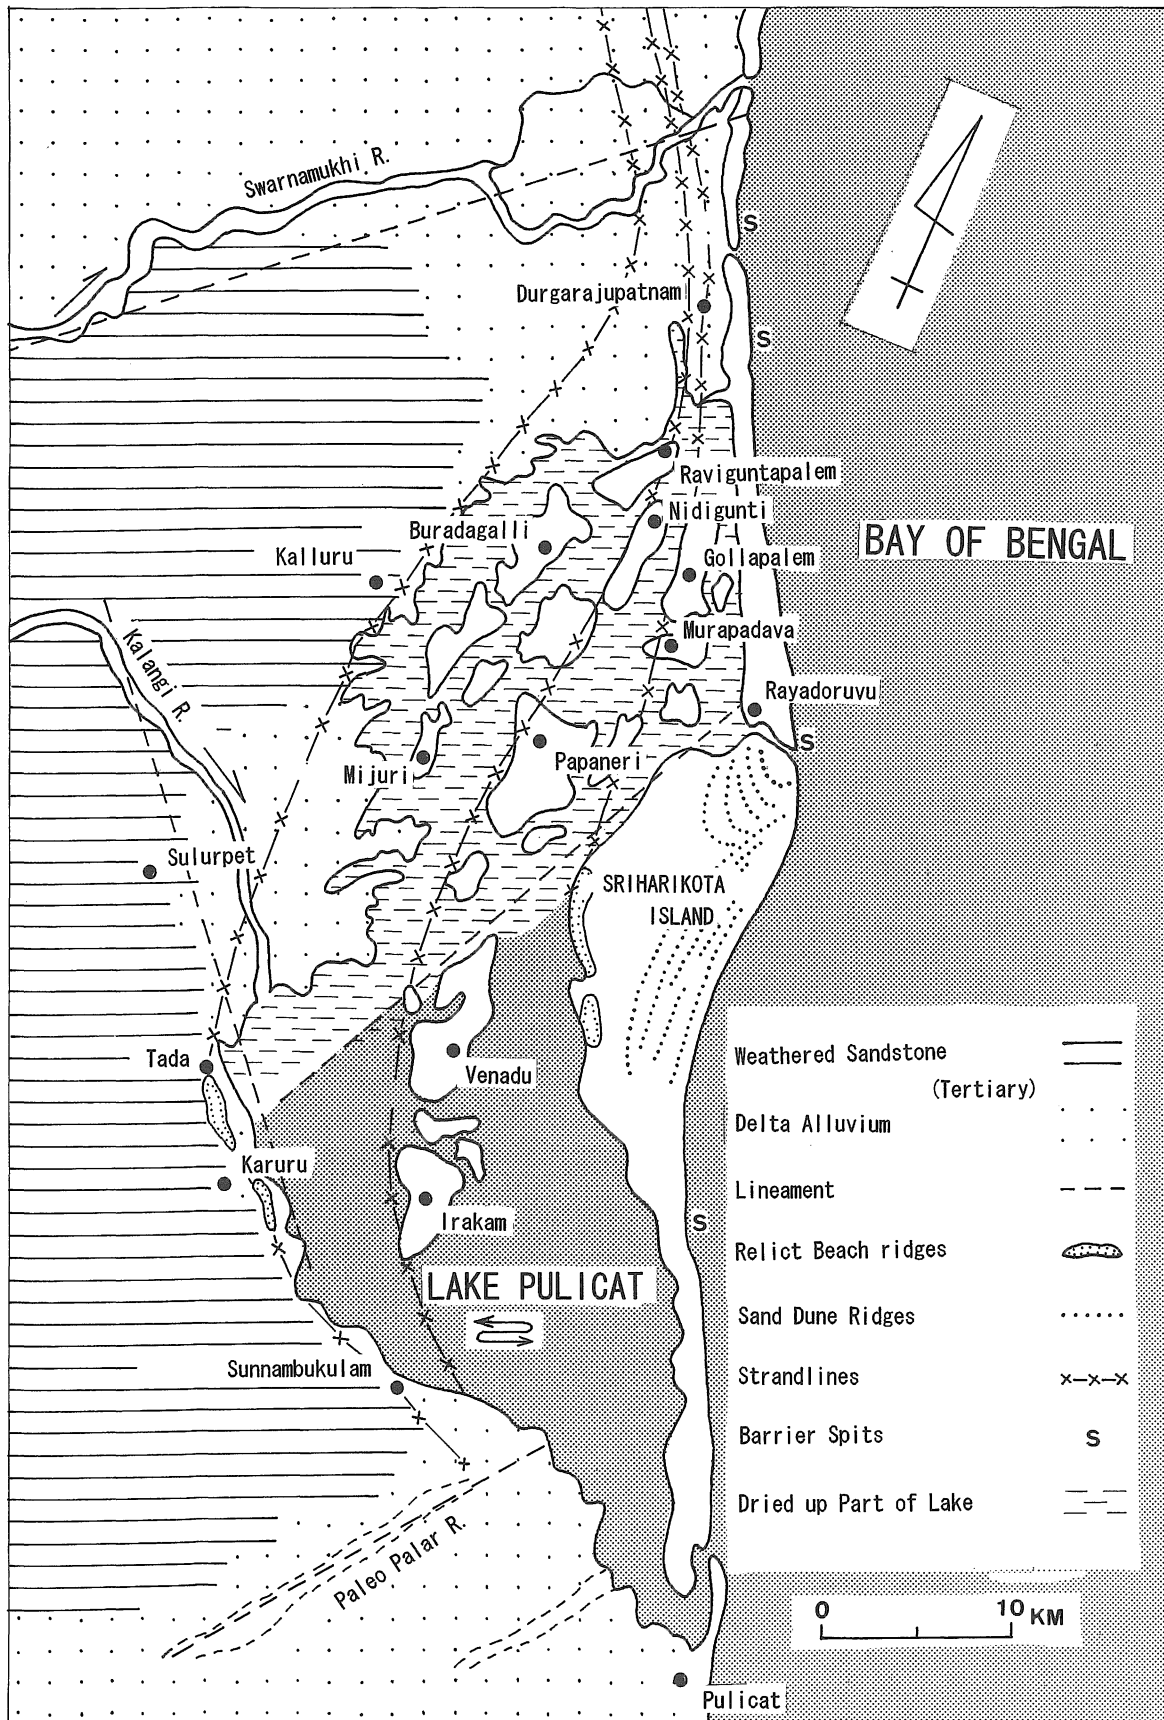 Swarnamukhi R.
S
Durgarajupatnam
S
Raviguntapalem
Nidigunti
Buradagalli
BAY OF BENGAL
Kalluru
Gollapalem
Murapadava
Kalangi R.
Rayadoruvu
S
Papaneri
Mijuri
Sulurpet
SRIHARIKOTA
ISLAND
Tada
Venadu
Karuru
Irakam
S
LAKE PULICAT
Sunnambukulam
Paleo Palar R.
Pulicat
Weathered Sandstone
(Tertiary)
Delta Alluvium
Lineament
Relict Beach ridges
Sand Dune Ridges
Strandlines
Barrier Spits S
Dried up Part of Lake
0 10 KM